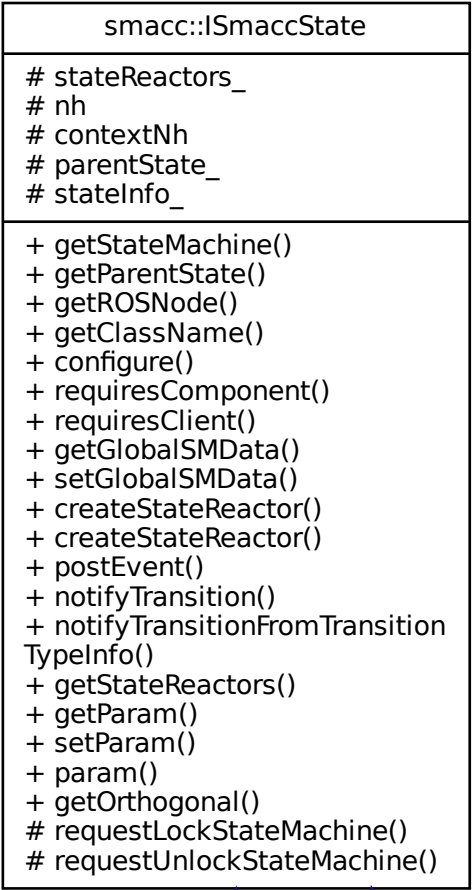 smacc::ISmaccState
# stateReactors_
# nh
# contextNh
# parentState_
# stateInfo_
+ getStateMachine()
+ getParentState()
+ getROSNode()
+ getClassName()
+ configure()
+ requiresComponent()
+ requiresClient()
+ getGlobalSMData()
+ setGlobalSMData()
+ createStateReactor()
+ createStateReactor()
+ postEvent()
+ notifyTransition()
+ notifyTransitionFromTransition
TypeInfo()
+ getStateReactors()
+ getParam()
+ setParam()
+ param()
+ getOrthogonal()
# requestLockStateMachine()
# requestUnlockStateMachine()